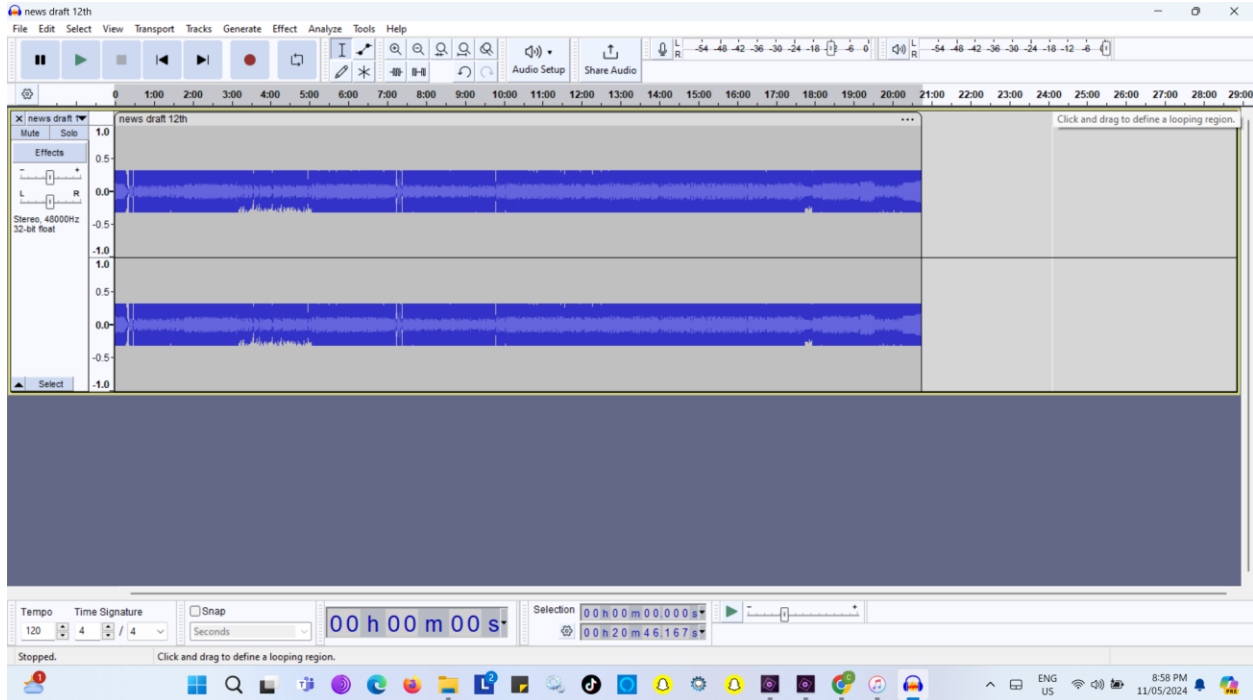 news draft 12th
File Edit Select View Transport Tracks Generate Effect Analyze Tools Help
Audio Setup
Share Audio
L
R
-54 -48 -42 -36 -30 -24 -18 -12 -6 0
L
R
-54 -48 -42 -36 -30 -24 -18 -12 -6 0
0 1:00 2:00 3:00 4:00 5:00 6:00 7:00 8:00 9:00 10:00 11:00 12:00 13:00 14:00 15:00 16:00 17:00 18:00 19:00 20:00 21:00 22:00 23:00 24:00 25:00 26:00 27:00 28:00 29:00
Click and drag to define a looping region.
news draft 1
news draft 12th
Mute Solo
Effects
- +
L R
Stereo, 48000Hz
32-bit float
1.0
0.5
0.0
-0.5
-1.0
1.0
0.5
0.0
-0.5
-1.0
Select
Tempo
120
Time Signature
4 / 4
Snap
Seconds
00 h 00 m 00 s
Selection
00 h 00 m 00.000 s
00 h 20 m 46.167 s
- +
Stopped.
Click and drag to define a looping region.
2
ENG
US
8:58 PM
11/05/2024
PRE